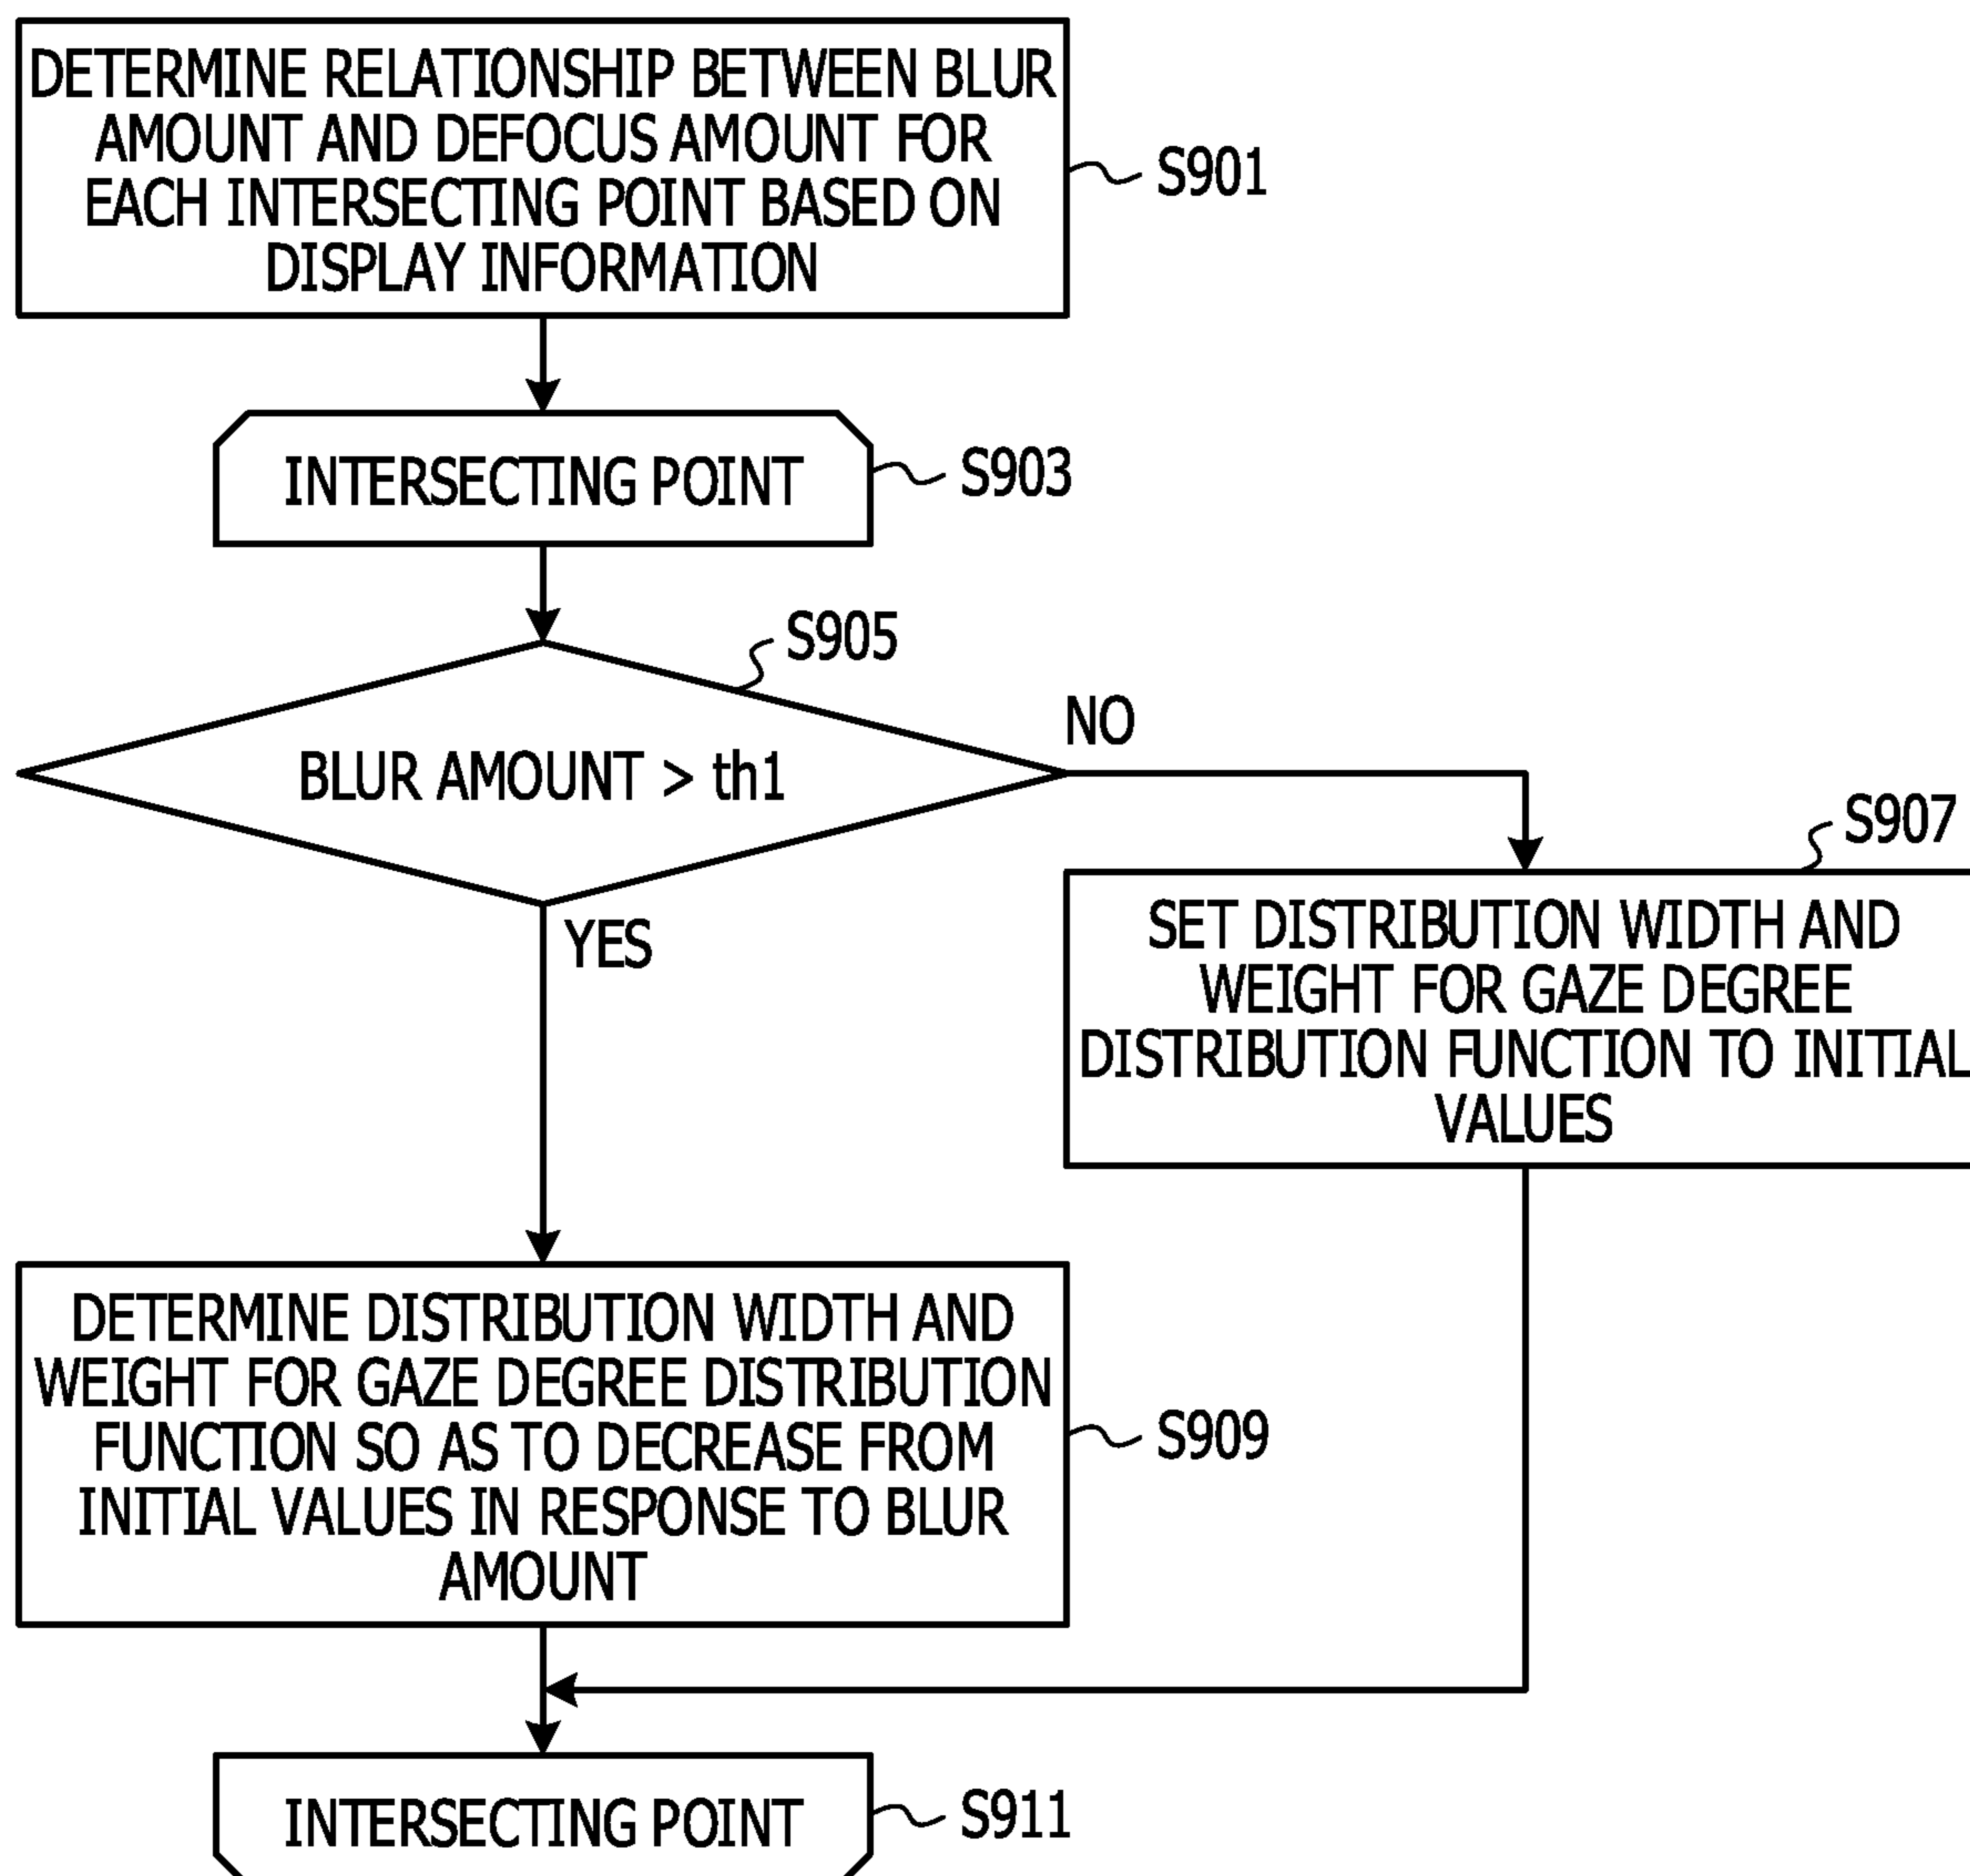 DETERMINE RELATIONSHIP BETWEEN BLUR
AMOUNT AND DEFOCUS AMOUNT FOR
EACH INTERSECTING POINT BASED ON
DISPLAY INFORMATION
S901
INTERSECTING POINT
S903
S905
BLUR AMOUNT > th1
NO
YES
S907
SET DISTRIBUTION WIDTH AND
WEIGHT FOR GAZE DEGREE
DISTRIBUTION FUNCTION TO INITIAL
VALUES
DETERMINE DISTRIBUTION WIDTH AND
WEIGHT FOR GAZE DEGREE DISTRIBUTION
FUNCTION SO AS TO DECREASE FROM
INITIAL VALUES IN RESPONSE TO BLUR
AMOUNT
S909
INTERSECTING POINT
S911